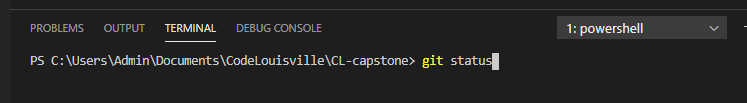 PROBLEMS OUTPUT TERMINAL DEBUG CONSOLE 1: powershell
PS C:\Users\Admin\Documents\CodeLouisville\CL-capstone> git status